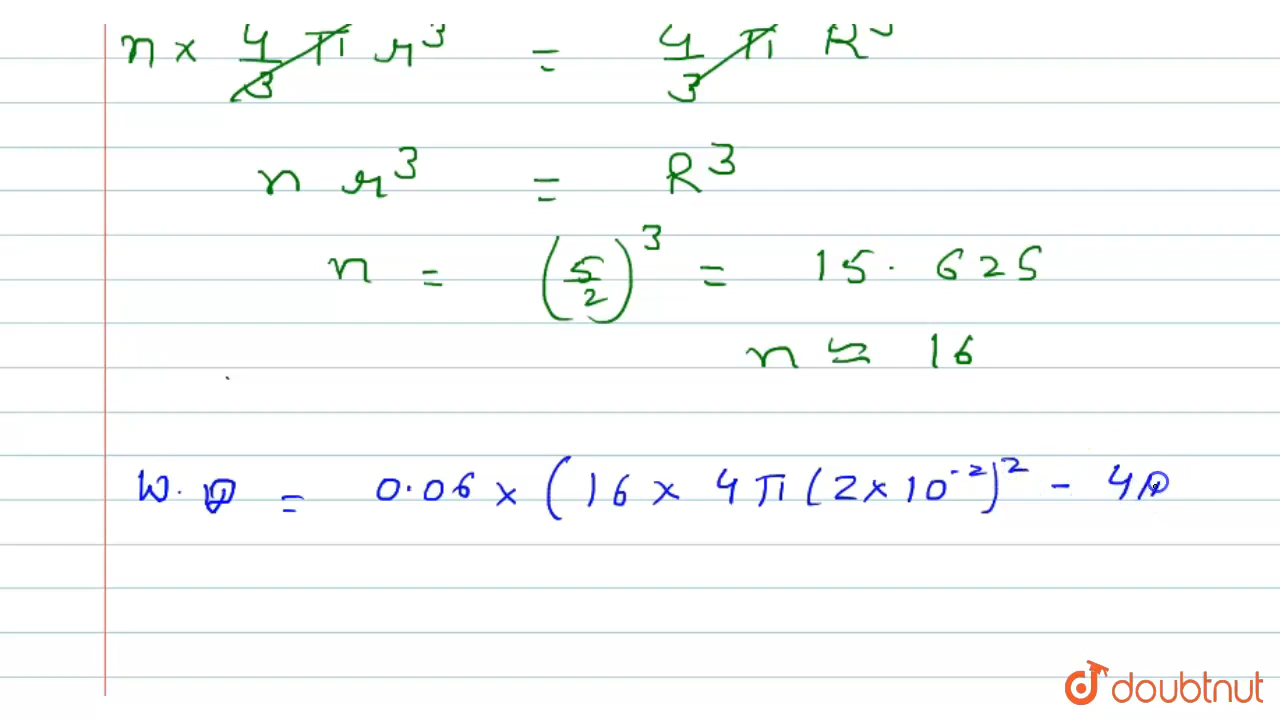 n × 4/3 π r³ = 4/3 π R³
n r³ = R³
n = (5/2)³ = 15.625
n ≈ 16
W.D = 0.06 × (16 × 4π(2×10⁻²)² - 4π
doubtnut